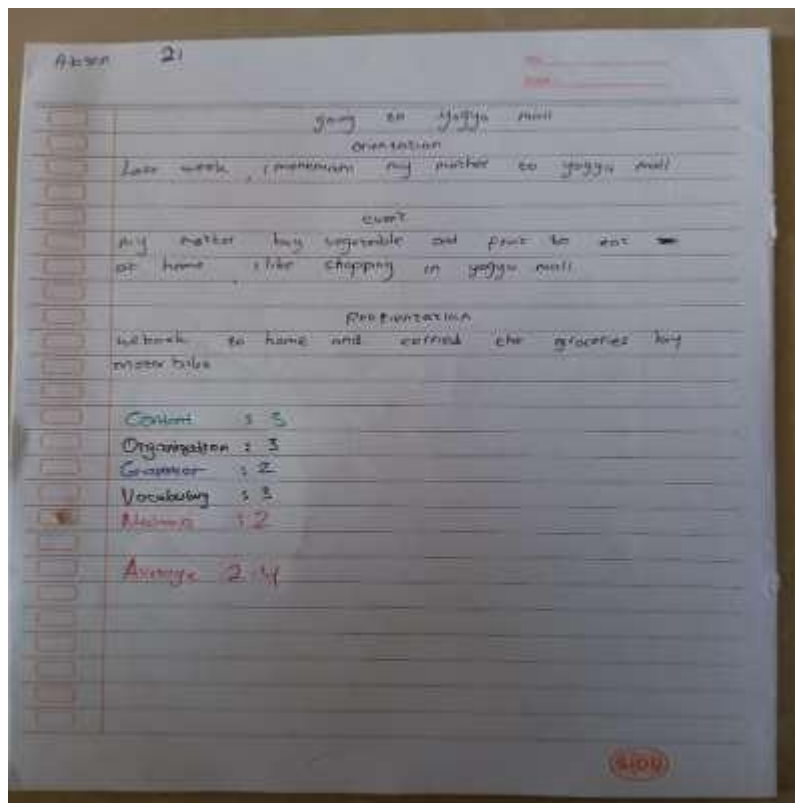 Absen 21
going to yogya mall
orientation
Last week, i menemani my mother to yogya mall
event
my mother buy vegetable and fruit to eat
at home, i like shopping in yogya mall
Reorientation
we back to home and carried the groceries by
motor bike
Content : 3
Organization : 3
Grammar : 2
Vocabulary : 3
: 2
Average 2.4
SIDU